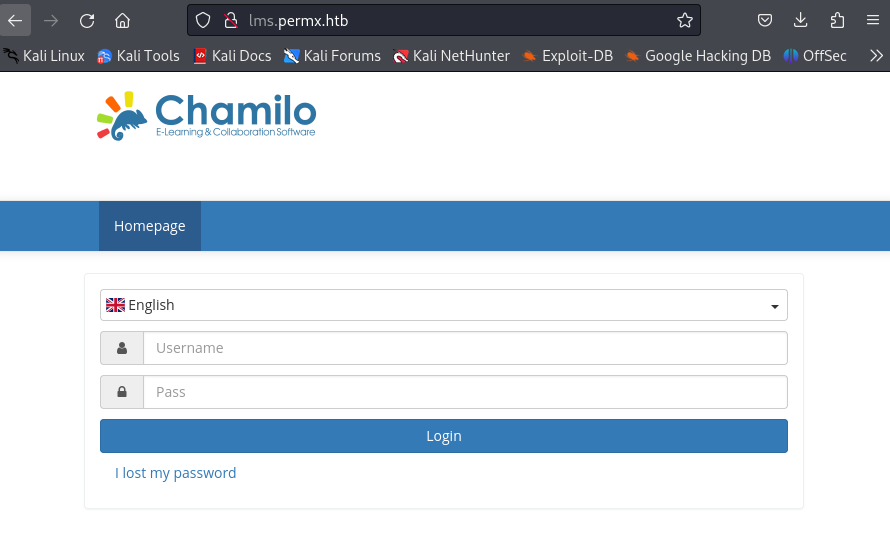 lms.permx.htb
Kali Linux Kali Tools Kali Docs Kali Forums Kali NetHunter Exploit-DB Google Hacking DB OffSec
Chamilo
E-Learning & Collaboration Software
Homepage
English
Username
Pass
Login
I lost my password